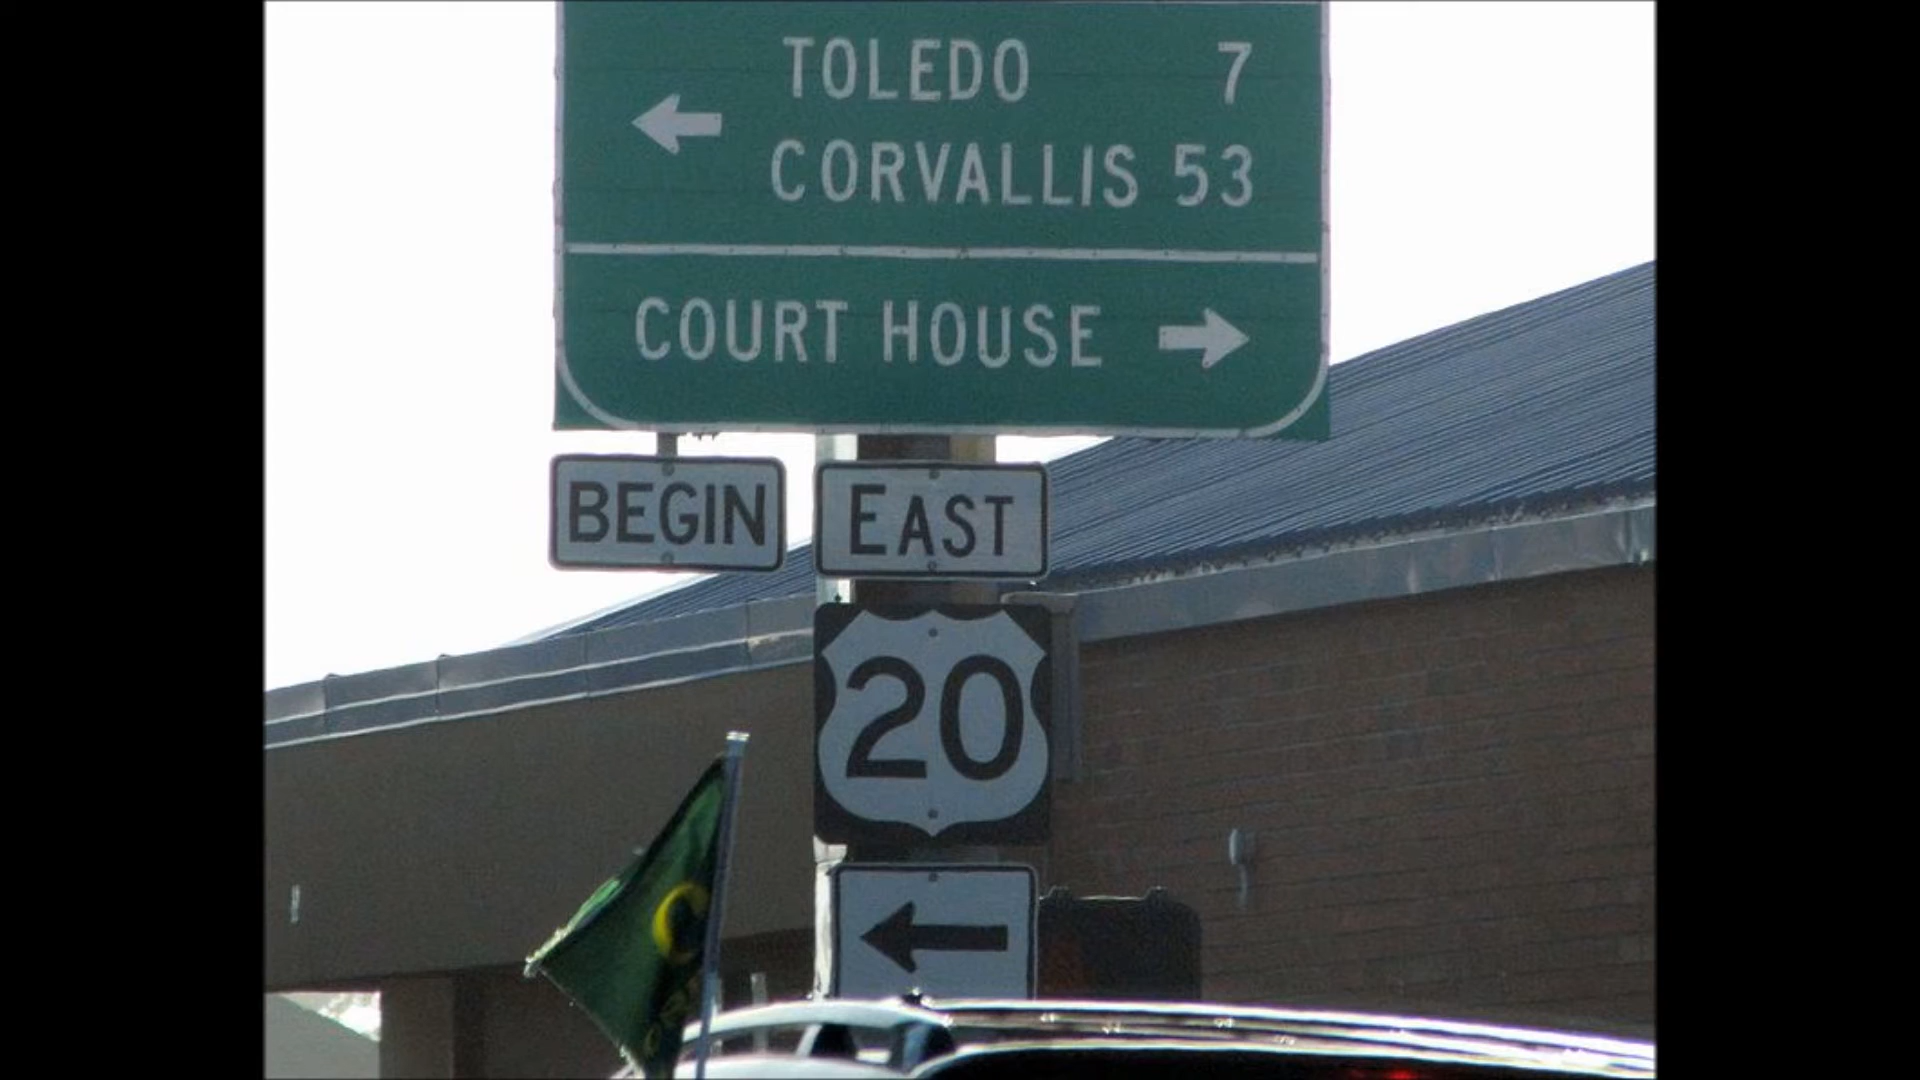 TOLEDO 7
CORVALLIS 53
COURT HOUSE
BEGIN
EAST
20